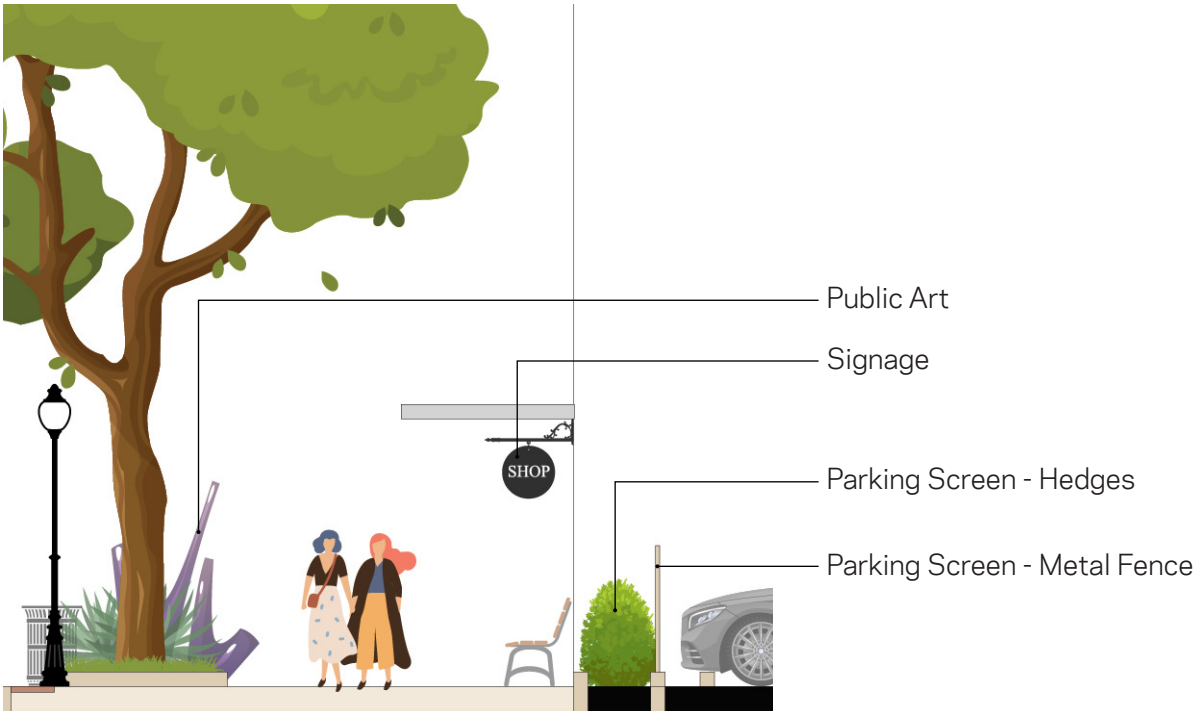 Public Art
Signage
SHOP
Parking Screen - Hedges
Parking Screen - Metal Fence